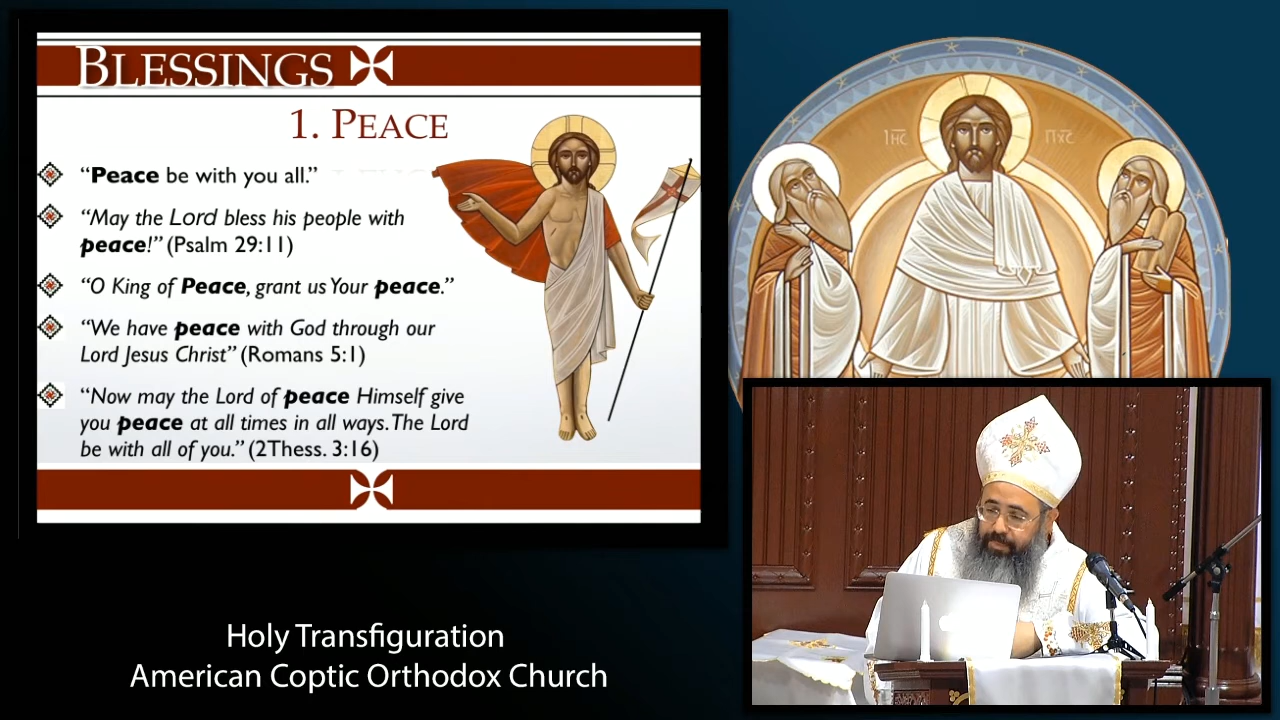 BLESSINGS
1. PEACE
“Peace be with you all.”
“May the Lord bless his people with
peace!” (Psalm 29:11)
“O King of Peace, grant us Your peace.”
“We have peace with God through our
Lord Jesus Christ” (Romans 5:1)
“Now may the Lord of peace Himself give
you peace at all times in all ways. The Lord
be with all of you.” (2Thess. 3:16)
Holy Transfiguration
American Coptic Orthodox Church